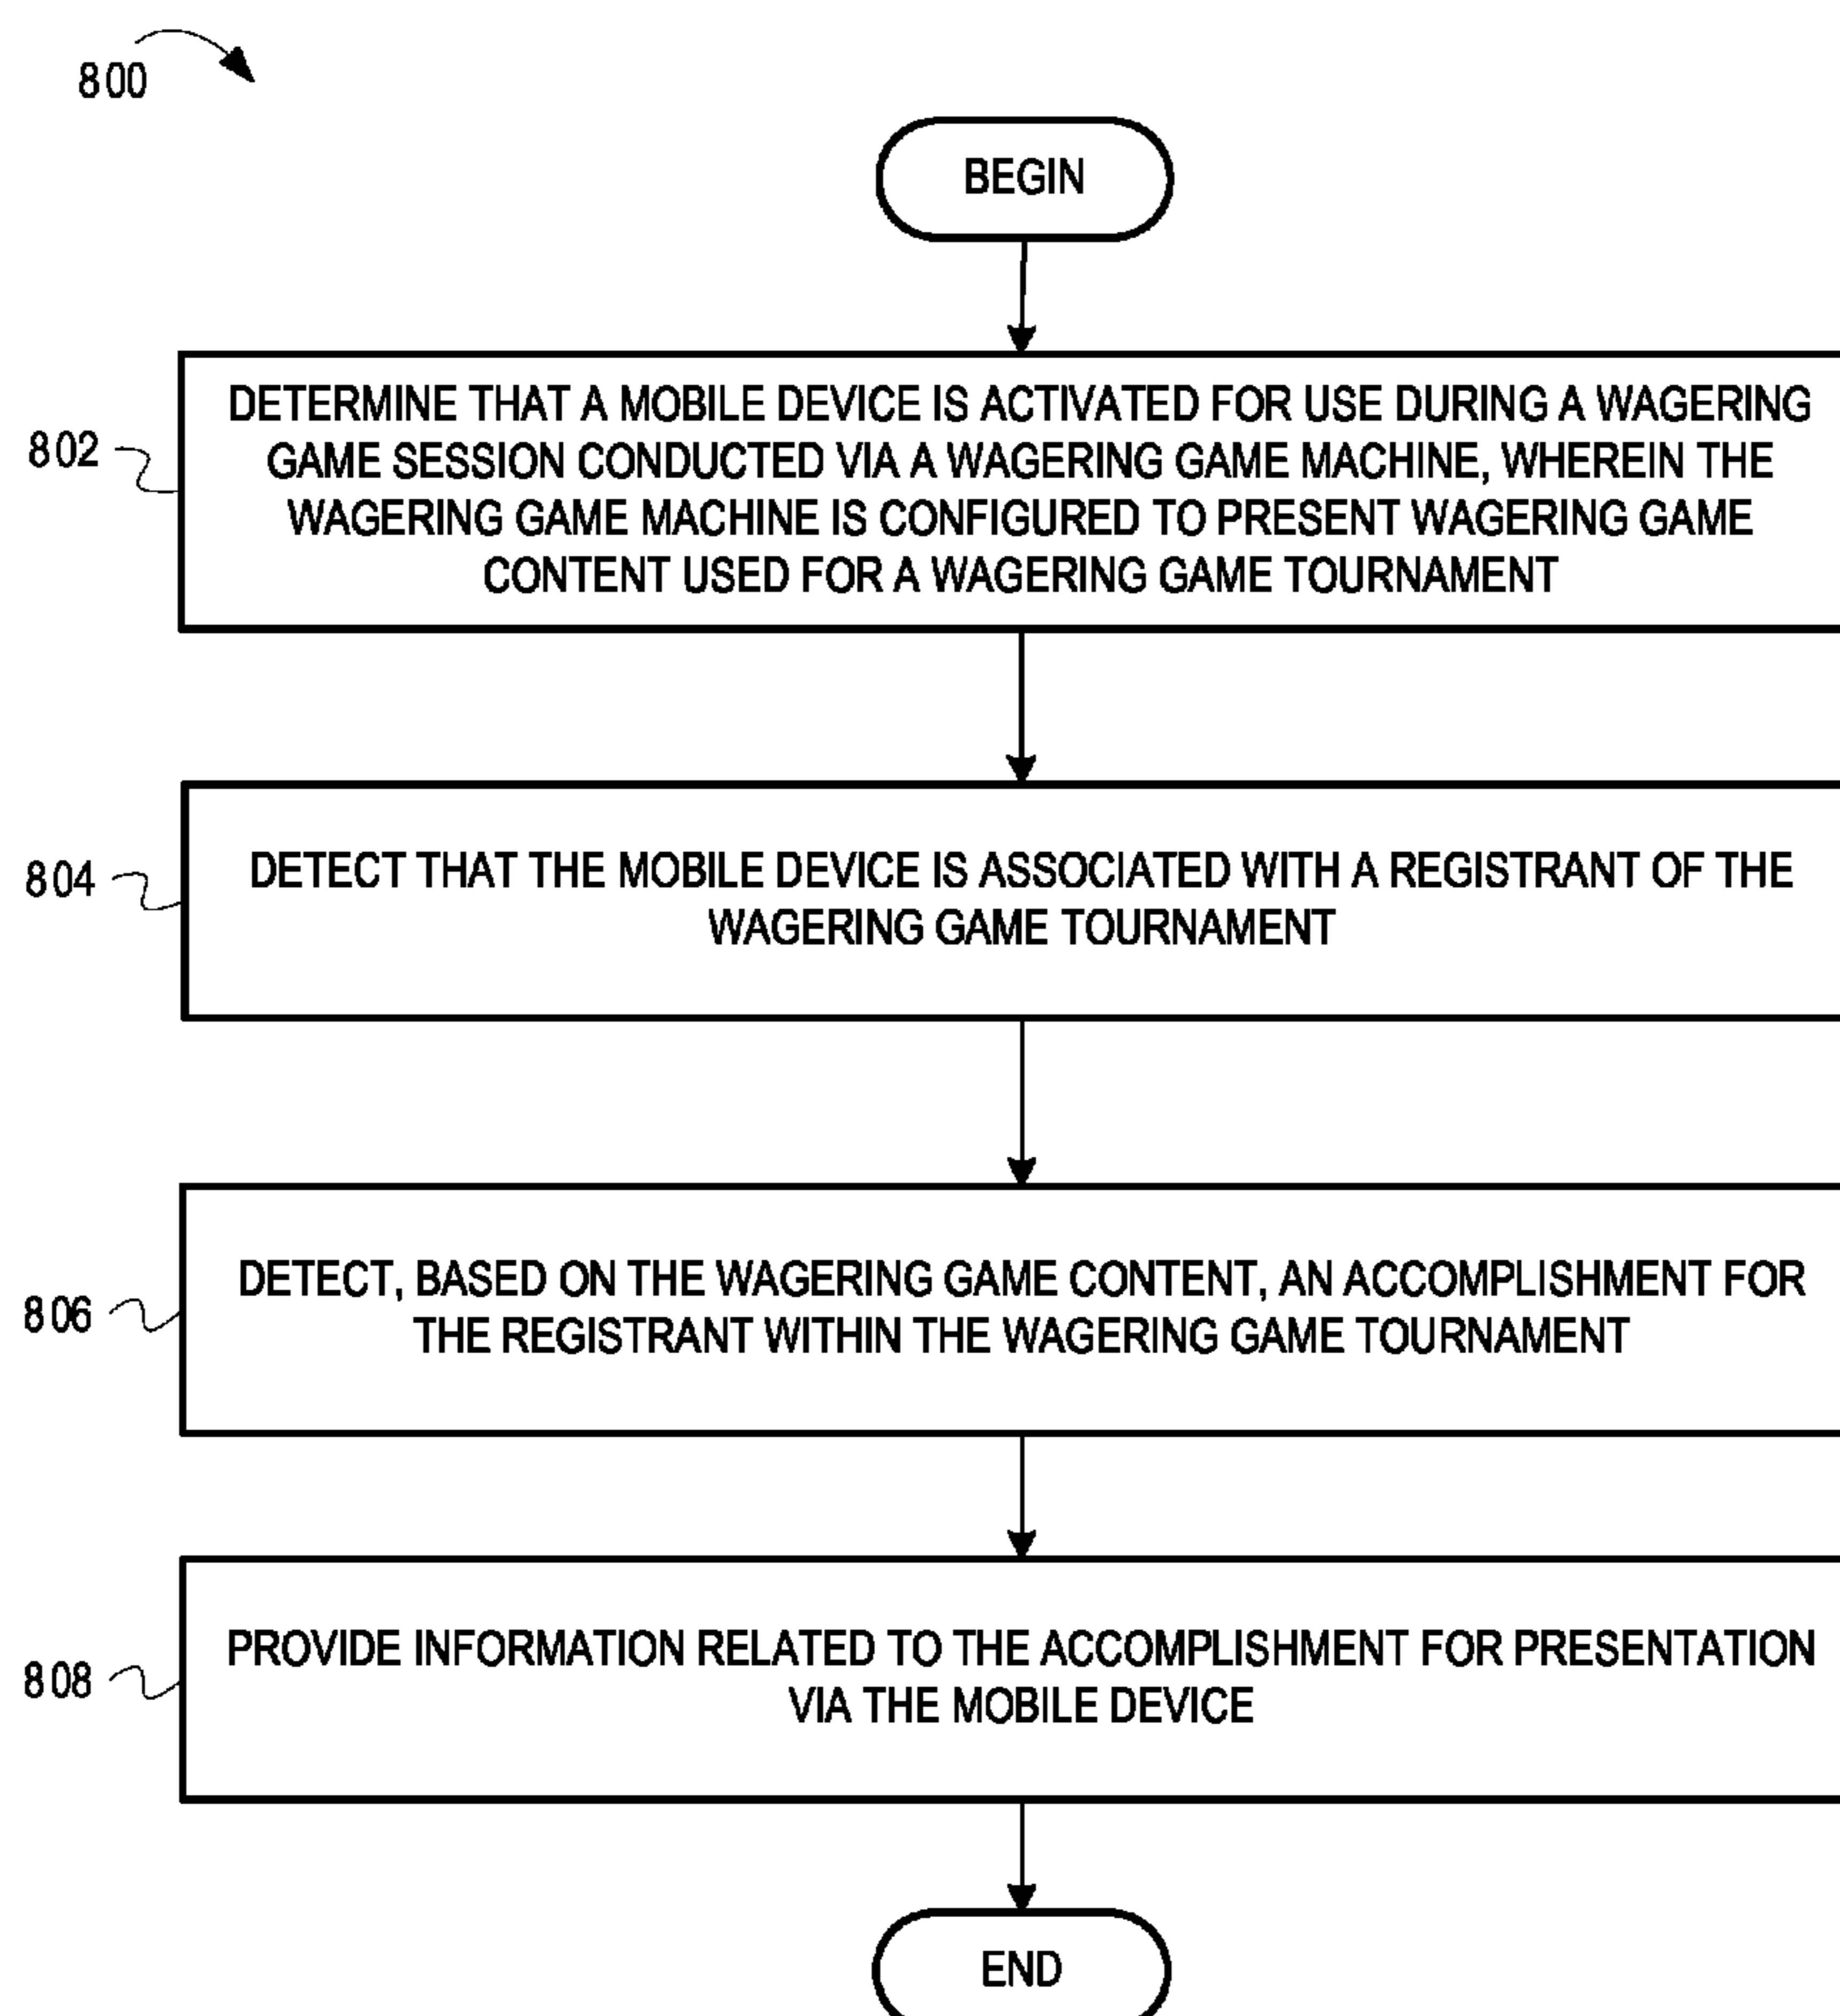 800
BEGIN
802
DETERMINE THAT A MOBILE DEVICE IS ACTIVATED FOR USE DURING A WAGERING
GAME SESSION CONDUCTED VIA A WAGERING GAME MACHINE, WHEREIN THE
WAGERING GAME MACHINE IS CONFIGURED TO PRESENT WAGERING GAME
CONTENT USED FOR A WAGERING GAME TOURNAMENT
804
DETECT THAT THE MOBILE DEVICE IS ASSOCIATED WITH A REGISTRANT OF THE
WAGERING GAME TOURNAMENT
806
DETECT, BASED ON THE WAGERING GAME CONTENT, AN ACCOMPLISHMENT FOR
THE REGISTRANT WITHIN THE WAGERING GAME TOURNAMENT
808
PROVIDE INFORMATION RELATED TO THE ACCOMPLISHMENT FOR PRESENTATION
VIA THE MOBILE DEVICE
END